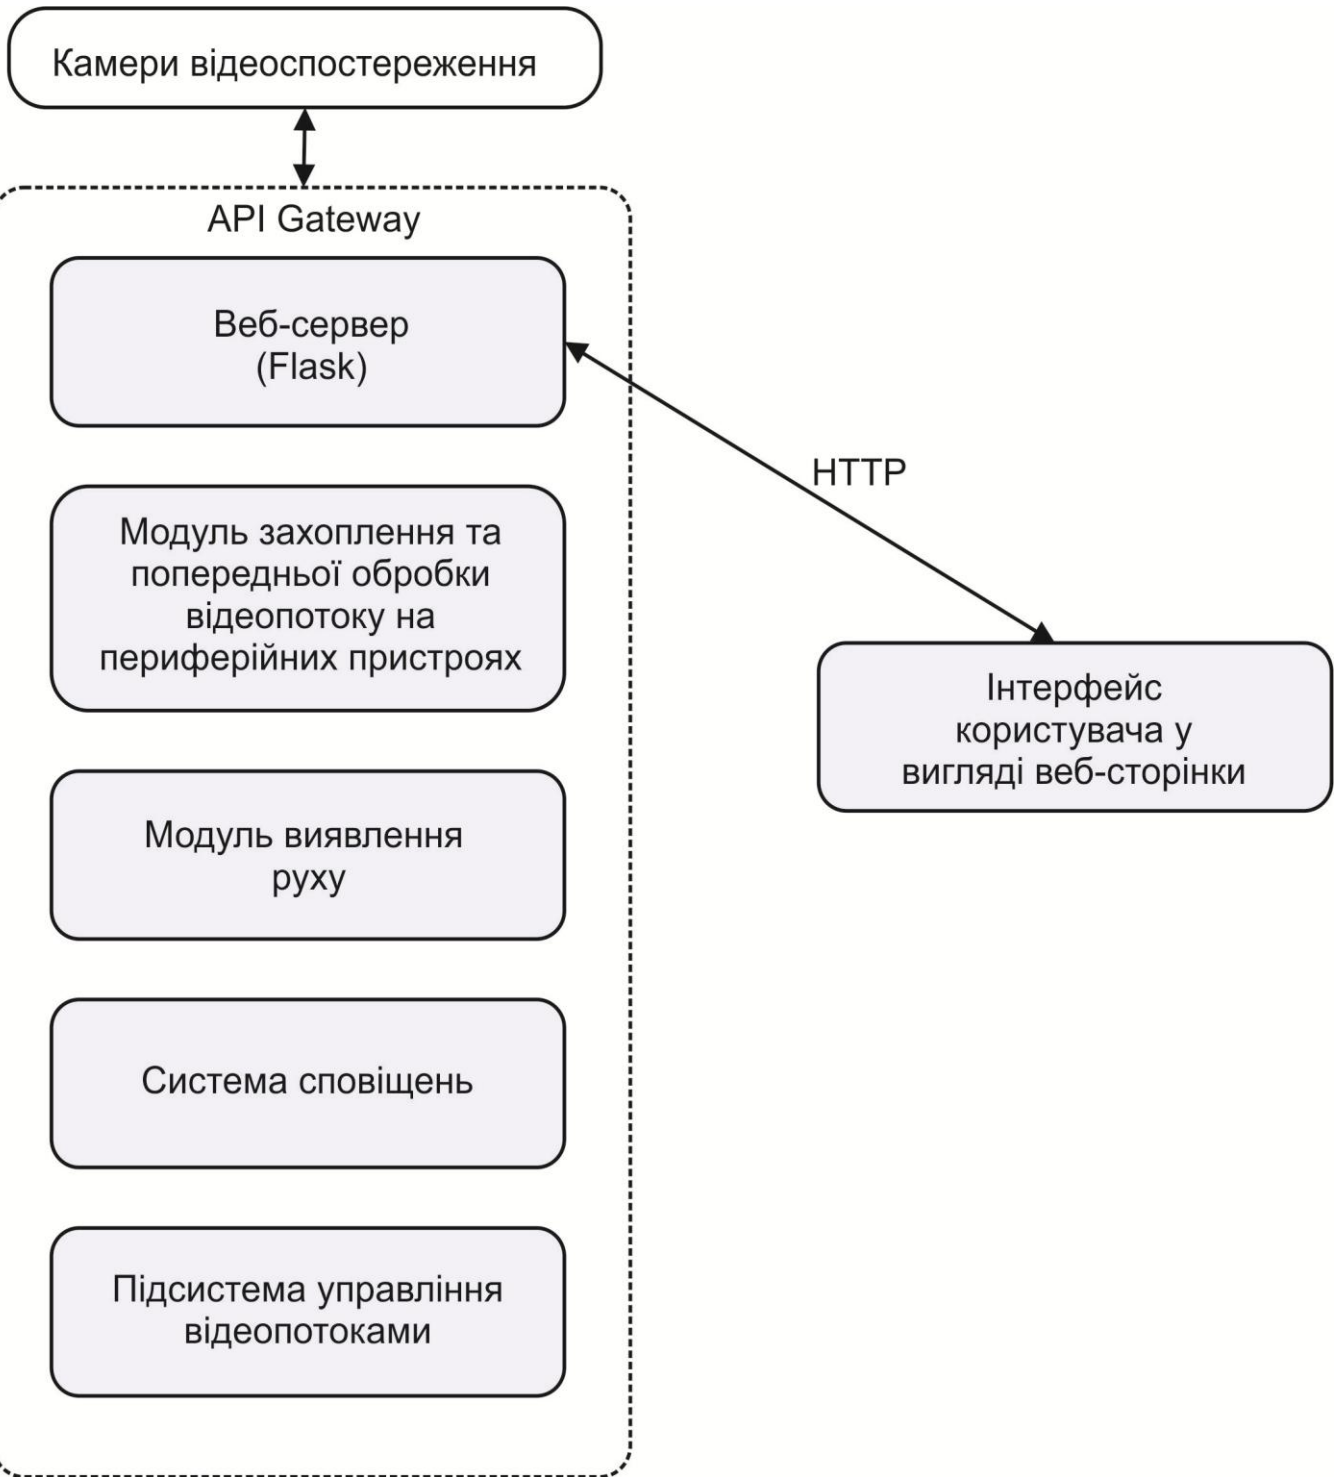 Камери відеоспостереження
API Gateway
Веб-сервер
(Flask)
HTTP
Модуль захоплення та
попередньої обробки
відеопотоку на
периферійних пристроях
Інтерфейс
користувача у
вигляді веб-сторінки
Модуль виявлення
руху
Система сповіщень
Підсистема управління
відеопотоками